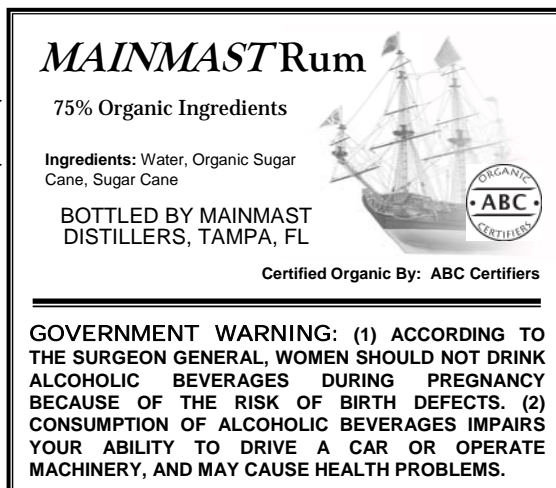 MAINMAST Rum
75% Organic Ingredients
Ingredients: Water, Organic Sugar
Cane, Sugar Cane
BOTTLED BY MAINMAST
DISTILLERS, TAMPA, FL
ORGANIC
• ABC •
CERTIFIERS
Certified Organic By: ABC Certifiers
GOVERNMENT WARNING: (1) ACCORDING TO
THE SURGEON GENERAL, WOMEN SHOULD NOT DRINK
ALCOHOLIC BEVERAGES DURING PREGNANCY
BECAUSE OF THE RISK OF BIRTH DEFECTS. (2)
CONSUMPTION OF ALCOHOLIC BEVERAGES IMPAIRS
YOUR ABILITY TO DRIVE A CAR OR OPERATE
MACHINERY, AND MAY CAUSE HEALTH PROBLEMS.